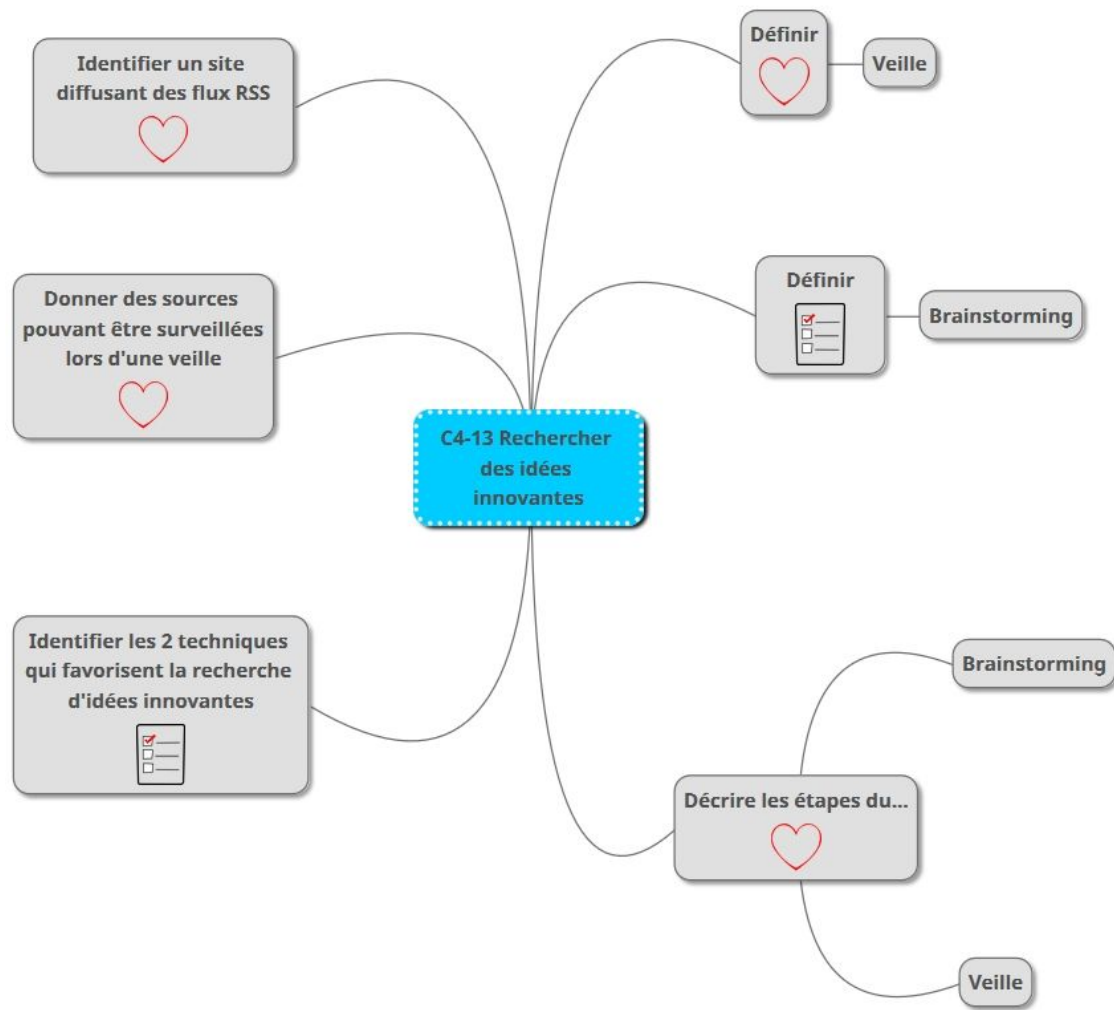 Identifier un site
diffusant des flux RSS
Définir
Veille
Donner des sources
pouvant être surveillées
lors d'une veille
Définir
Brainstorming
C4-13 Rechercher
des idées
innovantes
Identifier les 2 techniques
qui favorisent la recherche
d'idées innovantes
Brainstorming
Décrire les étapes du...
Veille